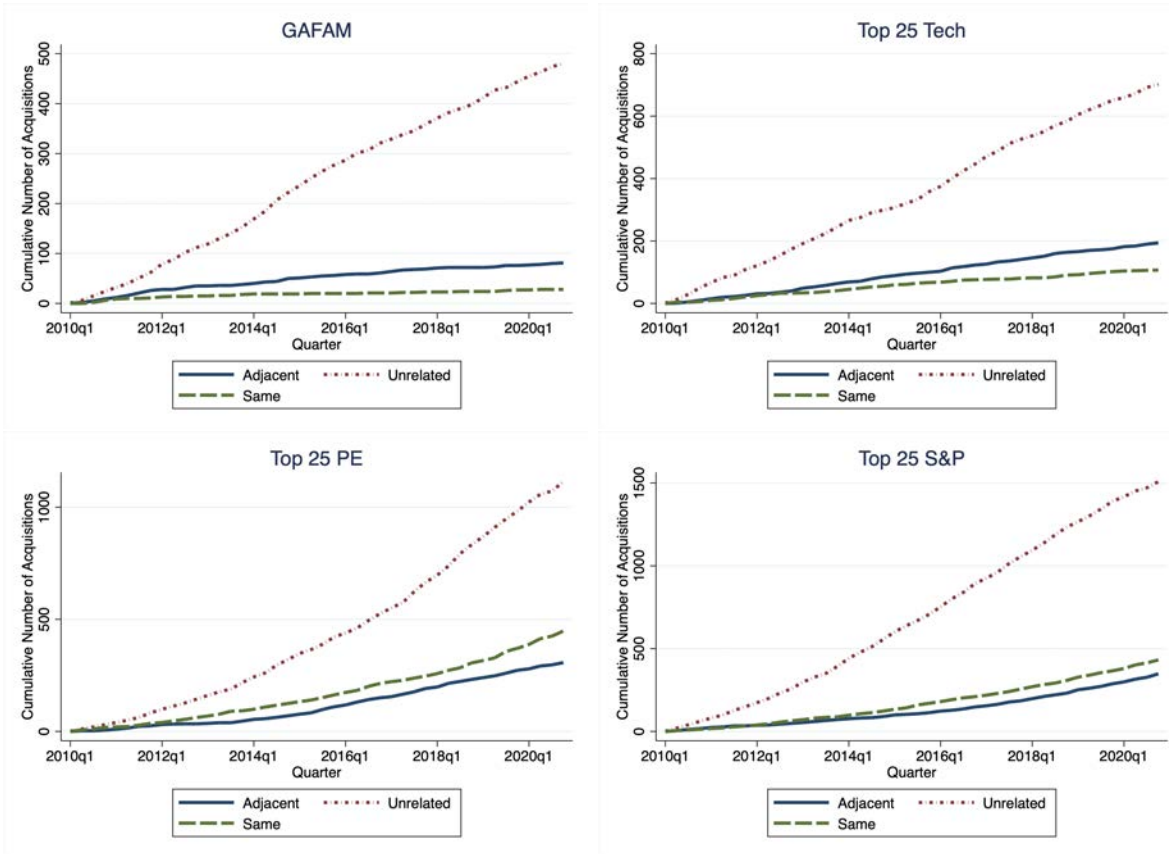 GAFAM
Cumulative Number of Acquisitions
500
400
300
200
100
0
2010q1 2012q1 2014q1 2016q1 2018q1 2020q1
Quarter
Adjacent Unrelated
Same
Top 25 Tech
Cumulative Number of Acquisitions
800
600
400
200
0
2010q1 2012q1 2014q1 2016q1 2018q1 2020q1
Quarter
Adjacent Unrelated
Same
Top 25 PE
Cumulative Number of Acquisitions
1000
500
0
2010q1 2012q1 2014q1 2016q1 2018q1 2020q1
Quarter
Adjacent Unrelated
Same
Top 25 S&P
Cumulative Number of Acquisitions
1500
1000
500
0
2010q1 2012q1 2014q1 2016q1 2018q1 2020q1
Quarter
Adjacent Unrelated
Same